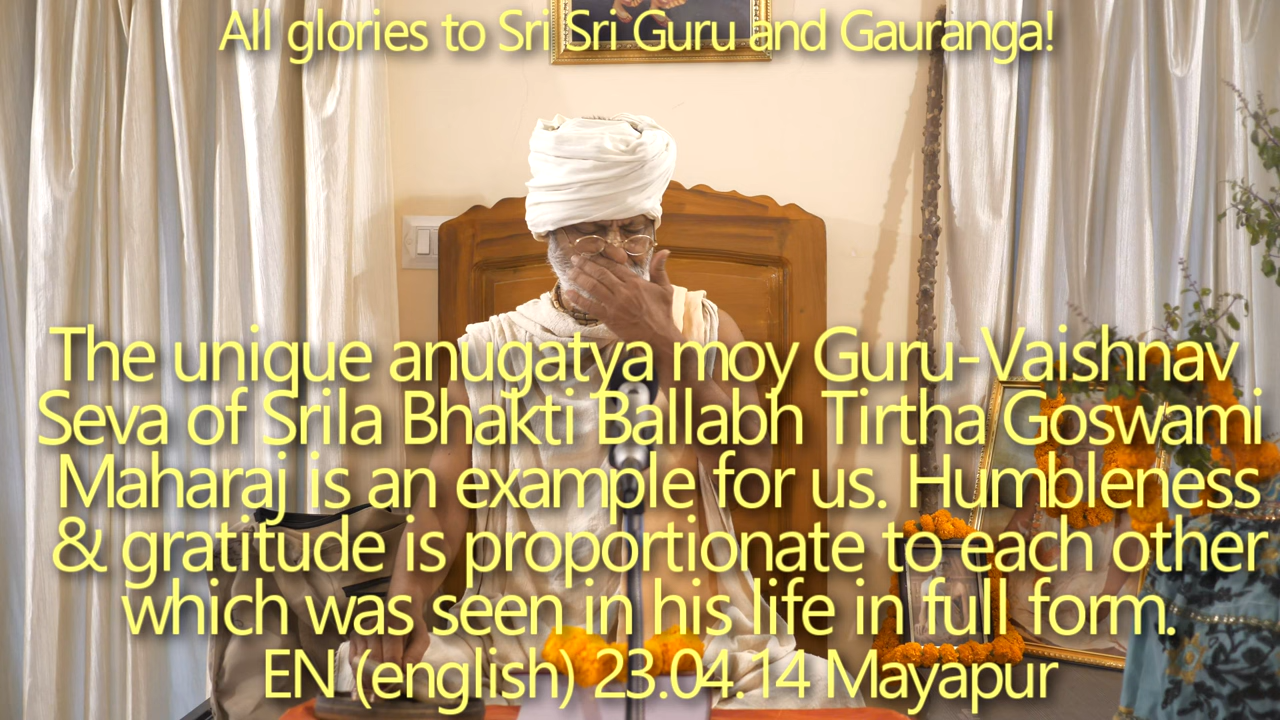 All glories to Sri Sri Guru and Gauranga!
The unique anugatya moy Guru-Vaishnav
Seva of Srila Bhakti Ballabh Tirtha Goswami
Maharaj is an example for us. Humbleness
& gratitude is proportionate to each other
which was seen in his life in full form.
EN (english) 23.04.14 Mayapur